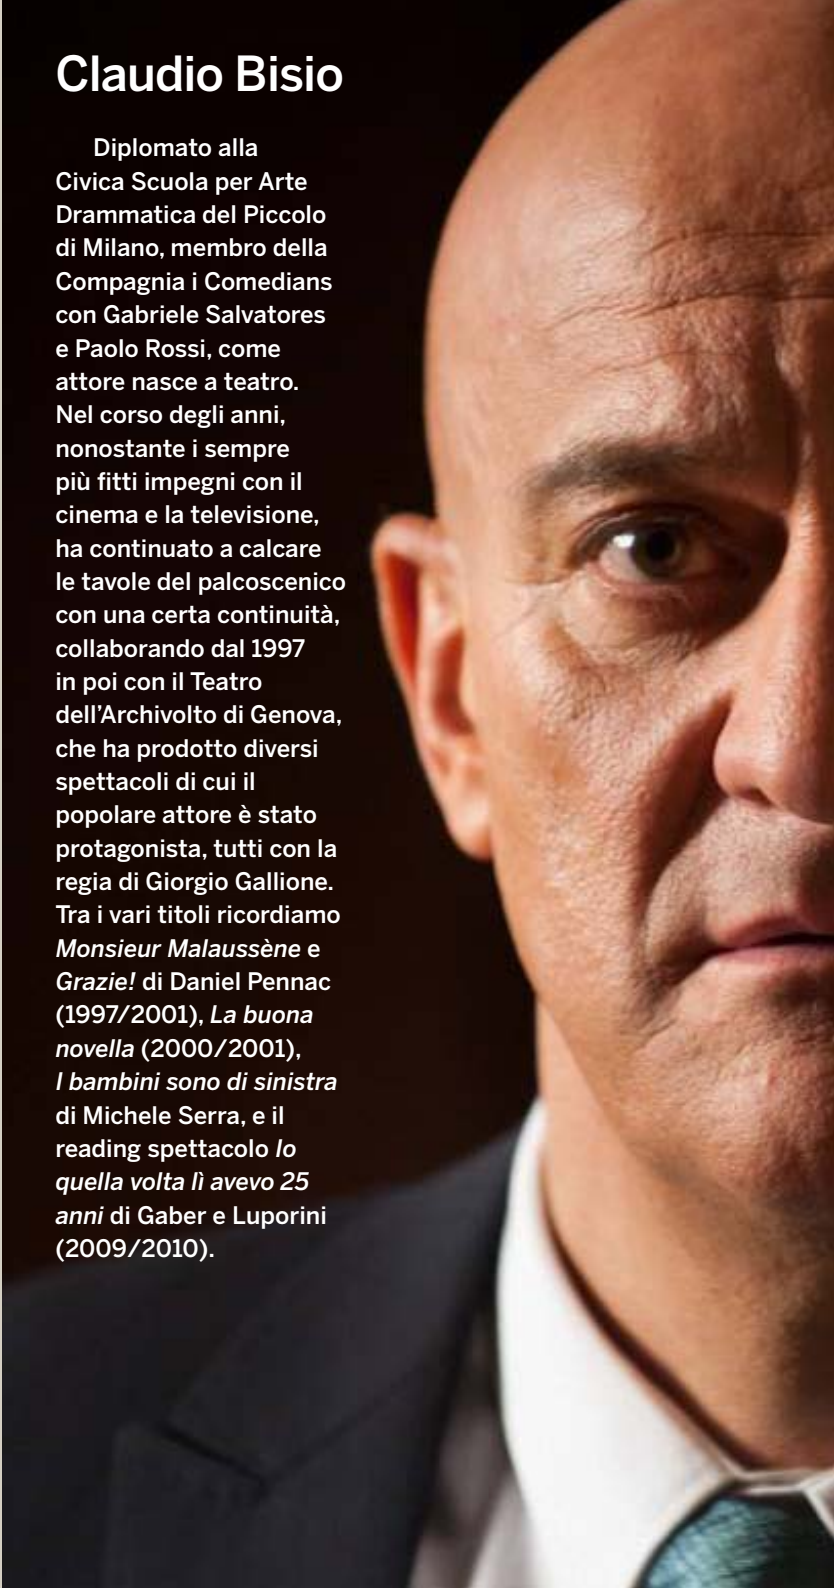 Claudio Bisio
Diplomato alla
Civica Scuola per Arte
Drammatica del Piccolo
di Milano, membro della
Compagnia i Comedians
con Gabriele Salvatores
e Paolo Rossi, come
attore nasce a teatro.
Nel corso degli anni,
nonostante i sempre
più fitti impegni con il
cinema e la televisione,
ha continuato a calcare
le tavole del palcoscenico
con una certa continuità,
collaborando dal 1997
in poi con il Teatro
dell’Archivolto di Genova,
che ha prodotto diversi
spettacoli di cui il
popolare attore è stato
protagonista, tutti con la
regia di Giorgio Gallione.
Tra i vari titoli ricordiamo
Monsieur Malaussène e
Grazie! di Daniel Pennac
(1997/2001), La buona
novella (2000/2001),
I bambini sono di sinistra
di Michele Serra, e il
reading spettacolo Io
quella volta lì avevo 25
anni di Gaber e Luporini
(2009/2010).